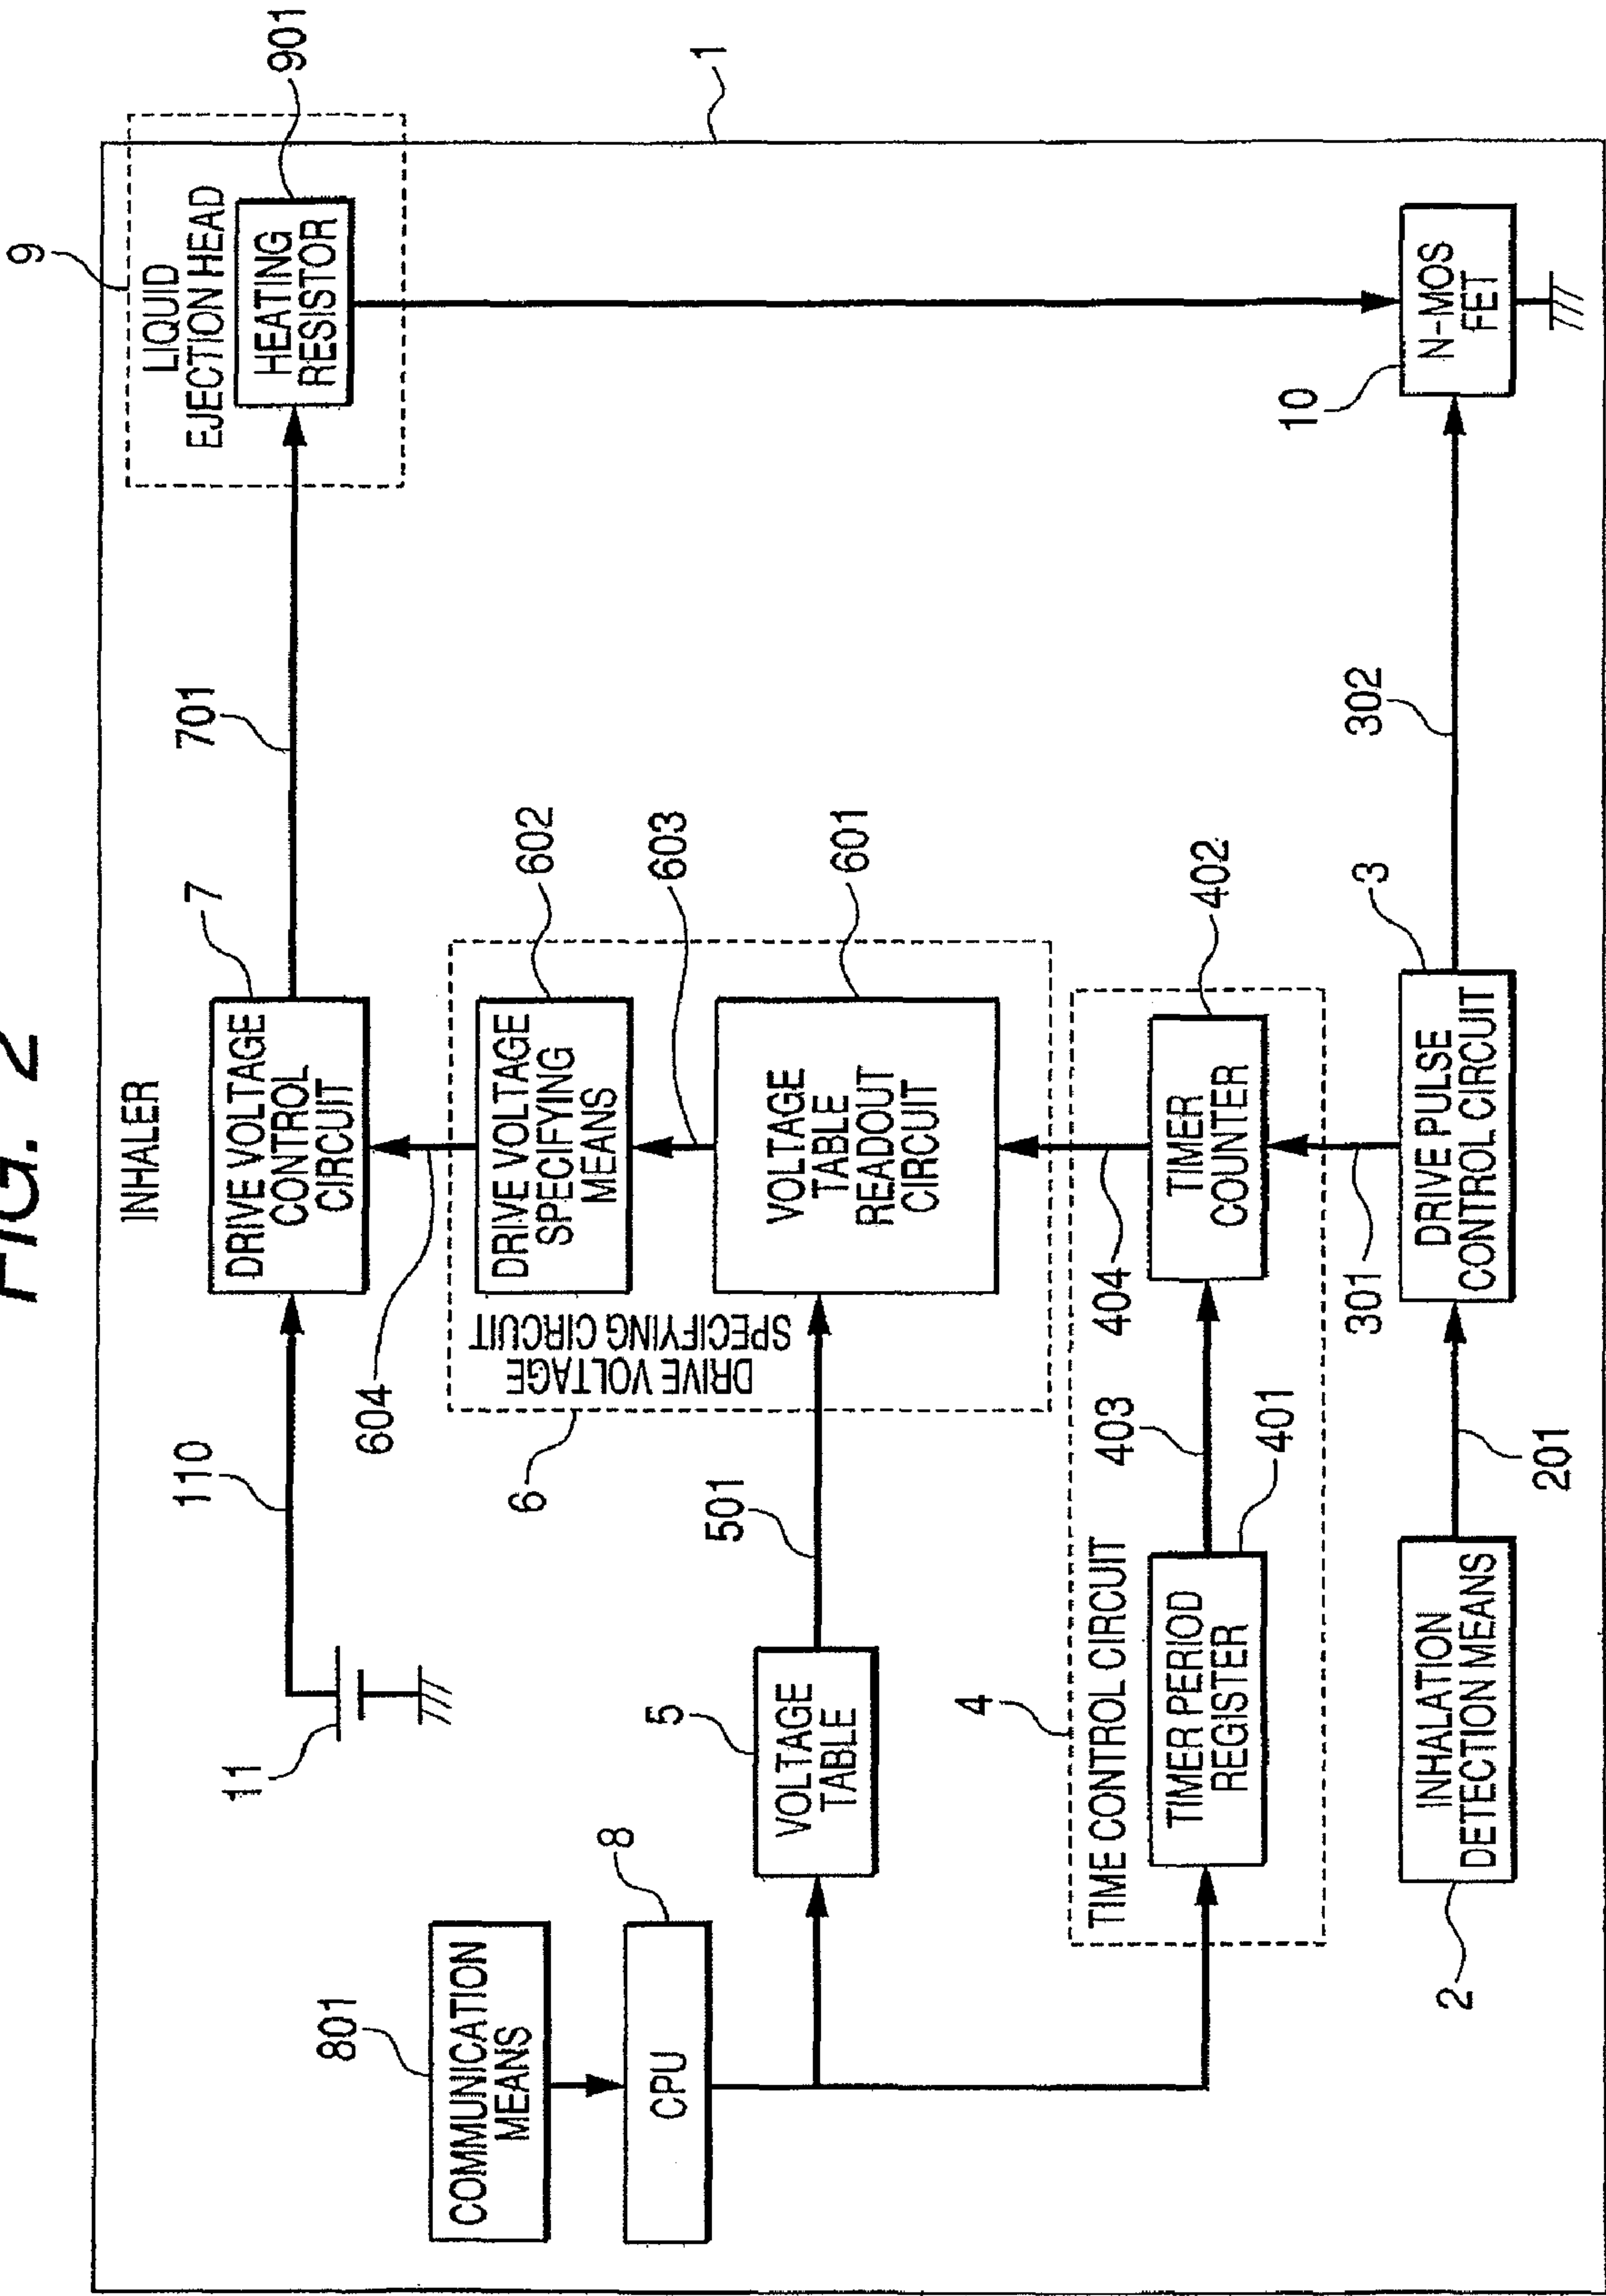 FIG. 2
INHALER
9
LIQUID
EJECTION HEAD
901
HEATING
RESISTOR
1
7
DRIVE VOLTAGE
CONTROL
CIRCUIT
701
110
11
604
602
DRIVE VOLTAGE
SPECIFYING
MEANS
603
601
VOLTAGE
TABLE
READOUT
CIRCUIT
DRIVE VOLTAGE
SPECIFYING CIRCUIT
6
801
COMMUNICATION
MEANS
8
CPU
5
VOLTAGE
TABLE
501
4
TIME CONTROL CIRCUIT
TIMER PERIOD
REGISTER
401
403
404
402
TIMER
COUNTER
301
2
INHALATION
DETECTION MEANS
201
3
DRIVE PULSE
CONTROL CIRCUIT
302
10
N-MOS
FET